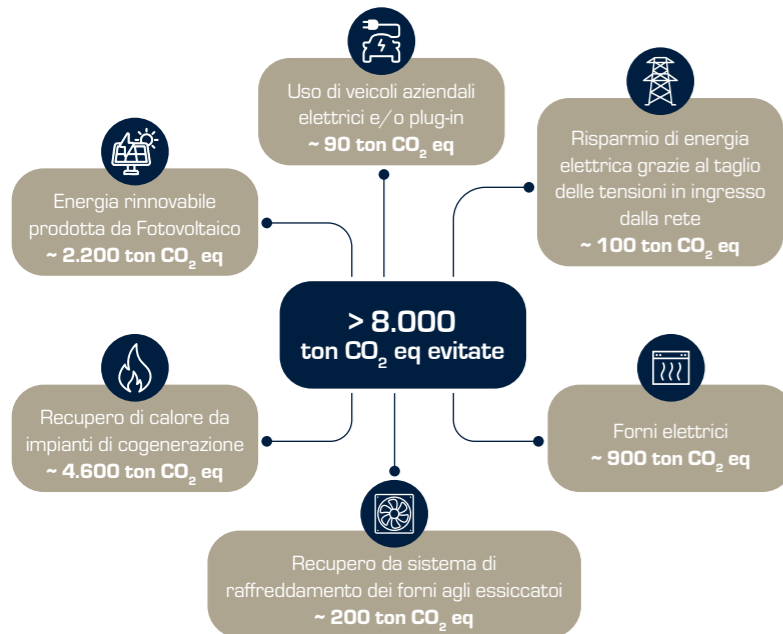 Uso di veicoli aziendali
elettrici e/o plug-in
~ 90 ton CO₂ eq
Risparmio di energia
elettrica grazie al taglio
delle tensioni in ingresso
dalla rete
~ 100 ton CO₂ eq
Energia rinnovabile
prodotta da Fotovoltaico
~ 2.200 ton CO₂ eq
> 8.000
ton CO₂ eq evitate
Recupero di calore da
impianti di cogenerazione
~ 4.600 ton CO₂ eq
Forni elettrici
~ 900 ton CO₂ eq
Recupero da sistema di
raffreddamento dei forni agli essiccatoi
~ 200 ton CO₂ eq